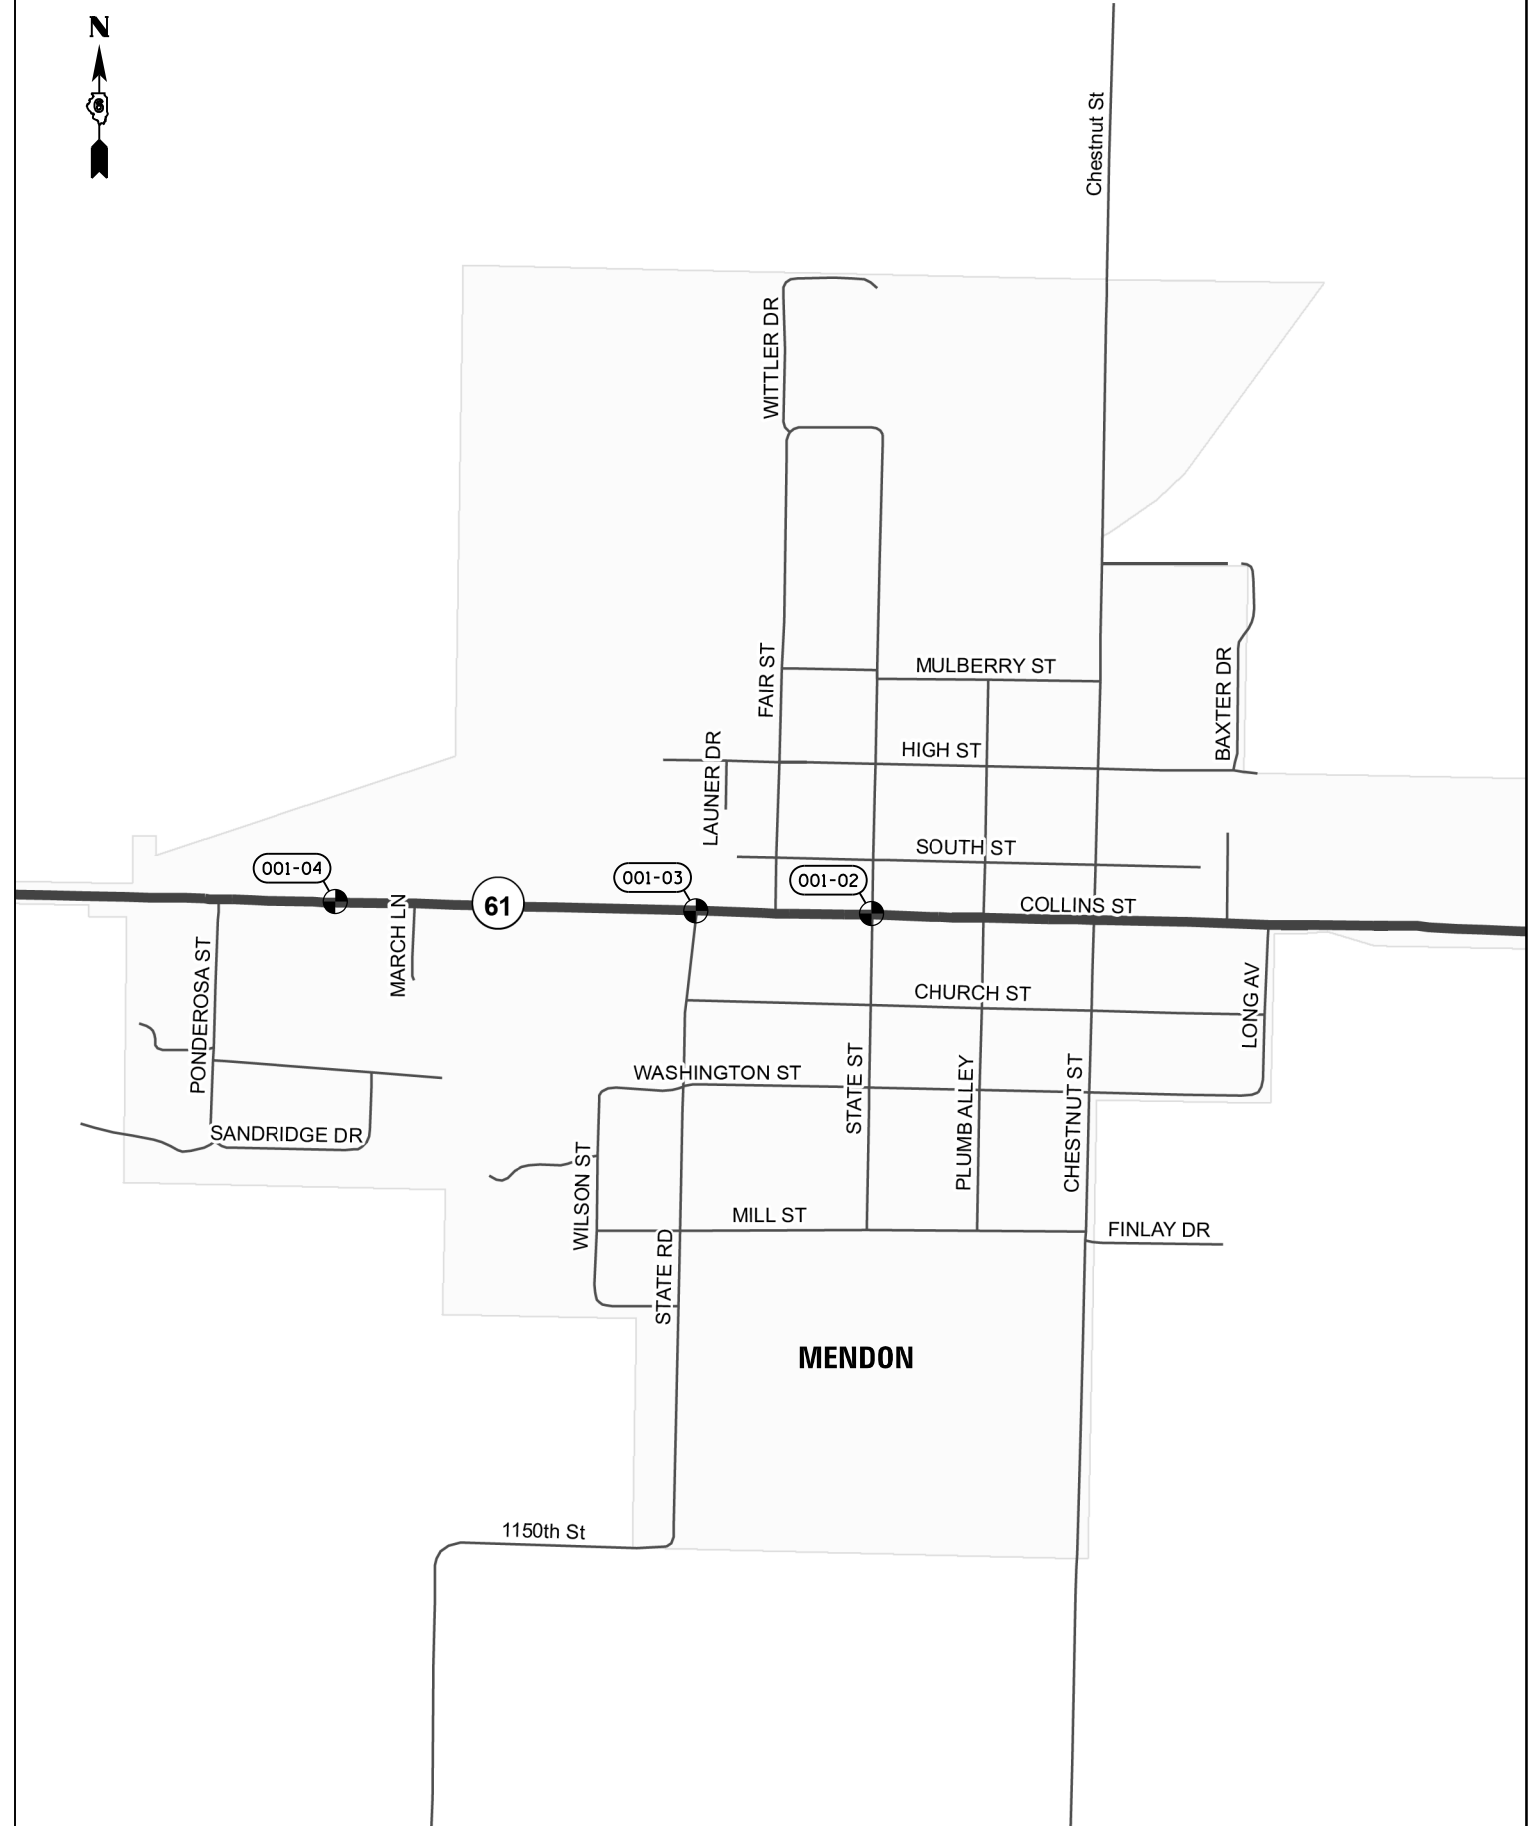 N
6
Chestnut St
WITTLER DR
FAIR ST
MULBERRY ST
BAXTER DR
LAUNER DR
HIGH ST
SOUTH ST
001-04
001-03
001-02
MARCH LN
61
COLLINS ST
PONDEROSA ST
CHURCH ST
LONG AV
WASHINGTON ST
STATE ST
PLUMB ALLEY
CHESTNUT ST
SANDRIDGE DR
WILSON ST
MILL ST
STATE RD
FINLAY DR
MENDON
1150th St